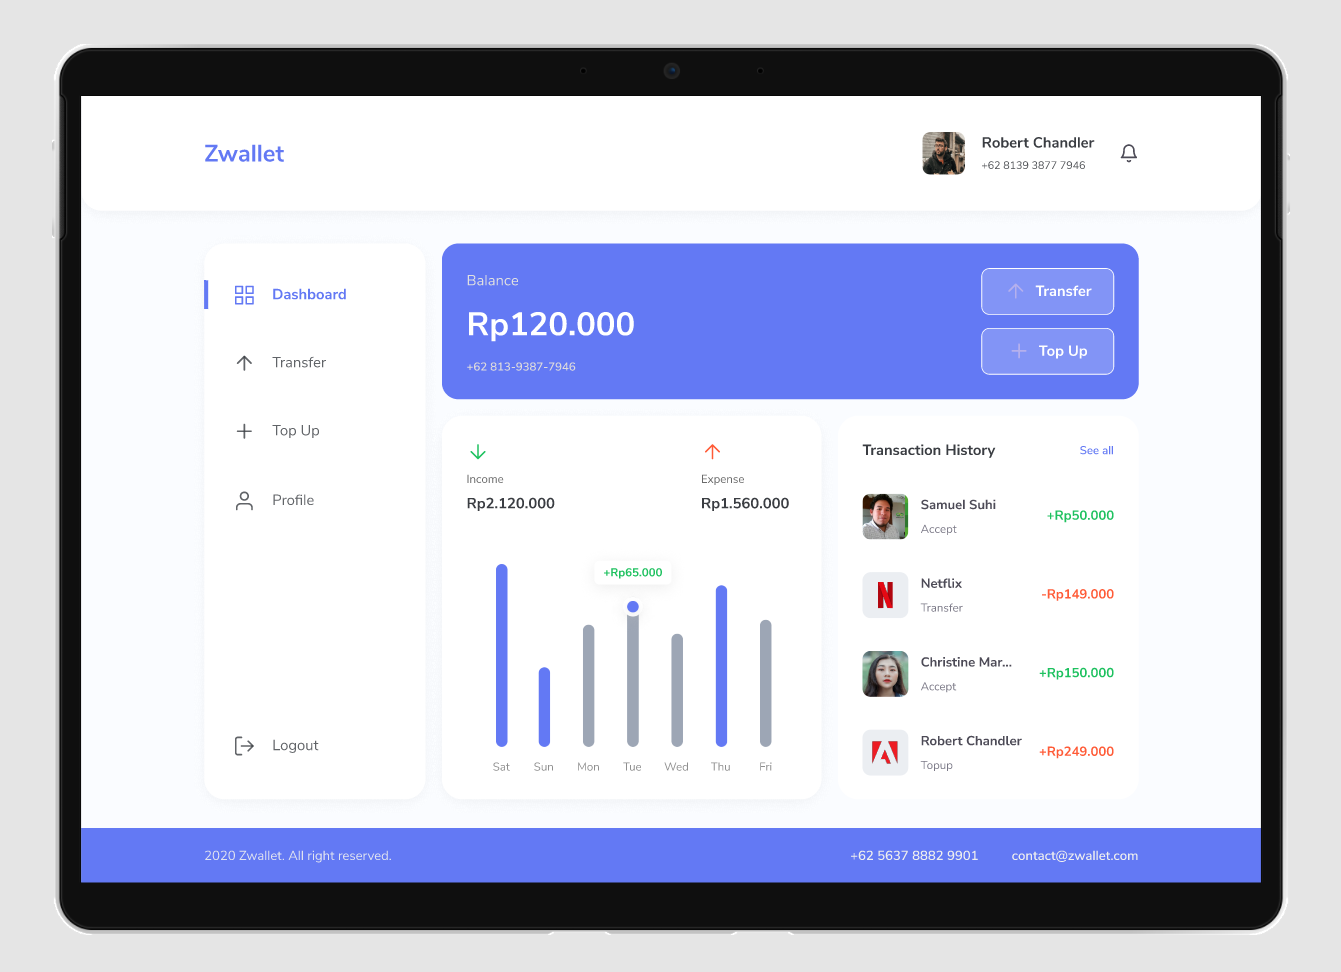 Zwallet
Robert Chandler
+62 8139 3877 7946
Dashboard
Transfer
Top Up
Profile
Logout
Balance
Rp120.000
+62 813-9387-7946
Transfer
Top Up
Income
Rp2.120.000
Expense
Rp1.560.000
+Rp65.000
Sat Sun Mon Tue Wed Thu Fri
Transaction History
See all
Samuel Suhi
Accept
+Rp50.000
Netflix
Transfer
-Rp149.000
Christine Mar...
Accept
+Rp150.000
Robert Chandler
Topup
+Rp249.000
2020 Zwallet. All right reserved.
+62 5637 8882 9901
contact@zwallet.com